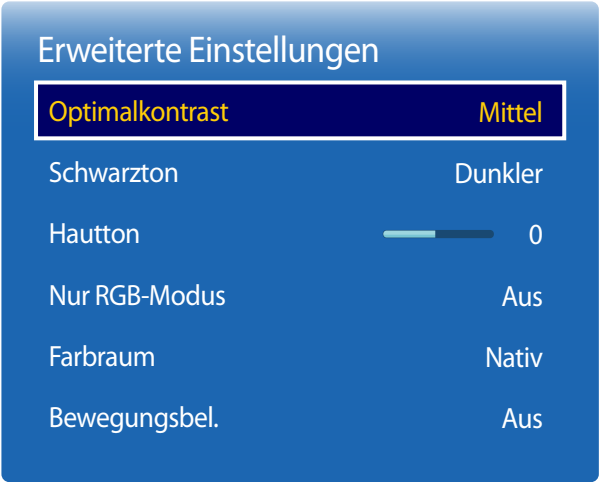 Erweiterte Einstellungen
Optimalkontrast Mittel
Schwarzton Dunkler
Hautton 0
Nur RGB-Modus Aus
Farbraum Nativ
Bewegungsbel. Aus